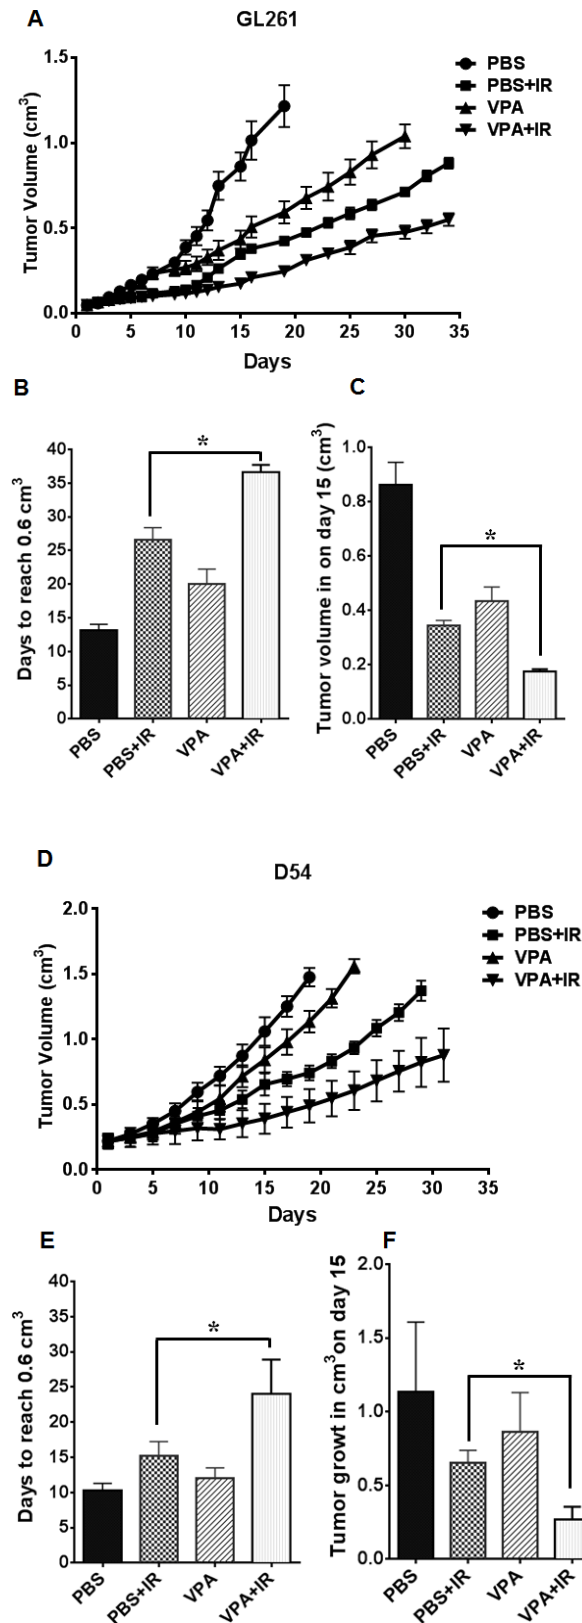 A
GL261
Tumor Volume (cm³)
1.5
1.0
0.5
0.0
0 5 10 15 20 25 30 35
Days
PBS
PBS+IR
VPA
VPA+IR
B
Days to reach 0.6 cm³
40
35
30
25
20
15
10
5
0
*
PBS
PBS+IR
VPA
VPA+IR
C
Tumor volume in on day 15 (cm³)
1.0
0.8
0.6
0.4
0.2
0.0
*
PBS
PBS+IR
VPA
VPA+IR
D
D54
Tumor Volume (cm³)
2.0
1.5
1.0
0.5
0.0
0 5 10 15 20 25 30 35
Days
PBS
PBS+IR
VPA
VPA+IR
E
Days to reach 0.6 cm³
40
35
30
25
20
15
10
5
0
*
PBS
PBS+IR
VPA
VPA+IR
F
Tumor growt in cm³ on day 15
2.0
1.5
1.0
0.5
0.0
*
PBS
PBS+IR
VPA
VPA+IR